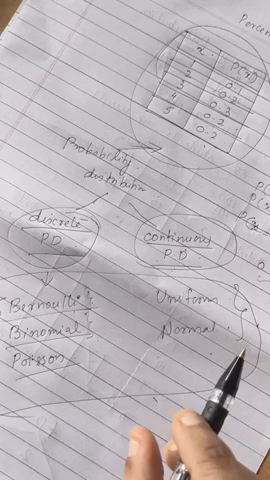 Percen
x P(x)
1 0.1
2 0.2
3 0.3
4 0.2
5 0.2
Probability
distribution
discrete continuous
P.D P.D
Bernoulli Uniform
Binomial Normal
Poisson